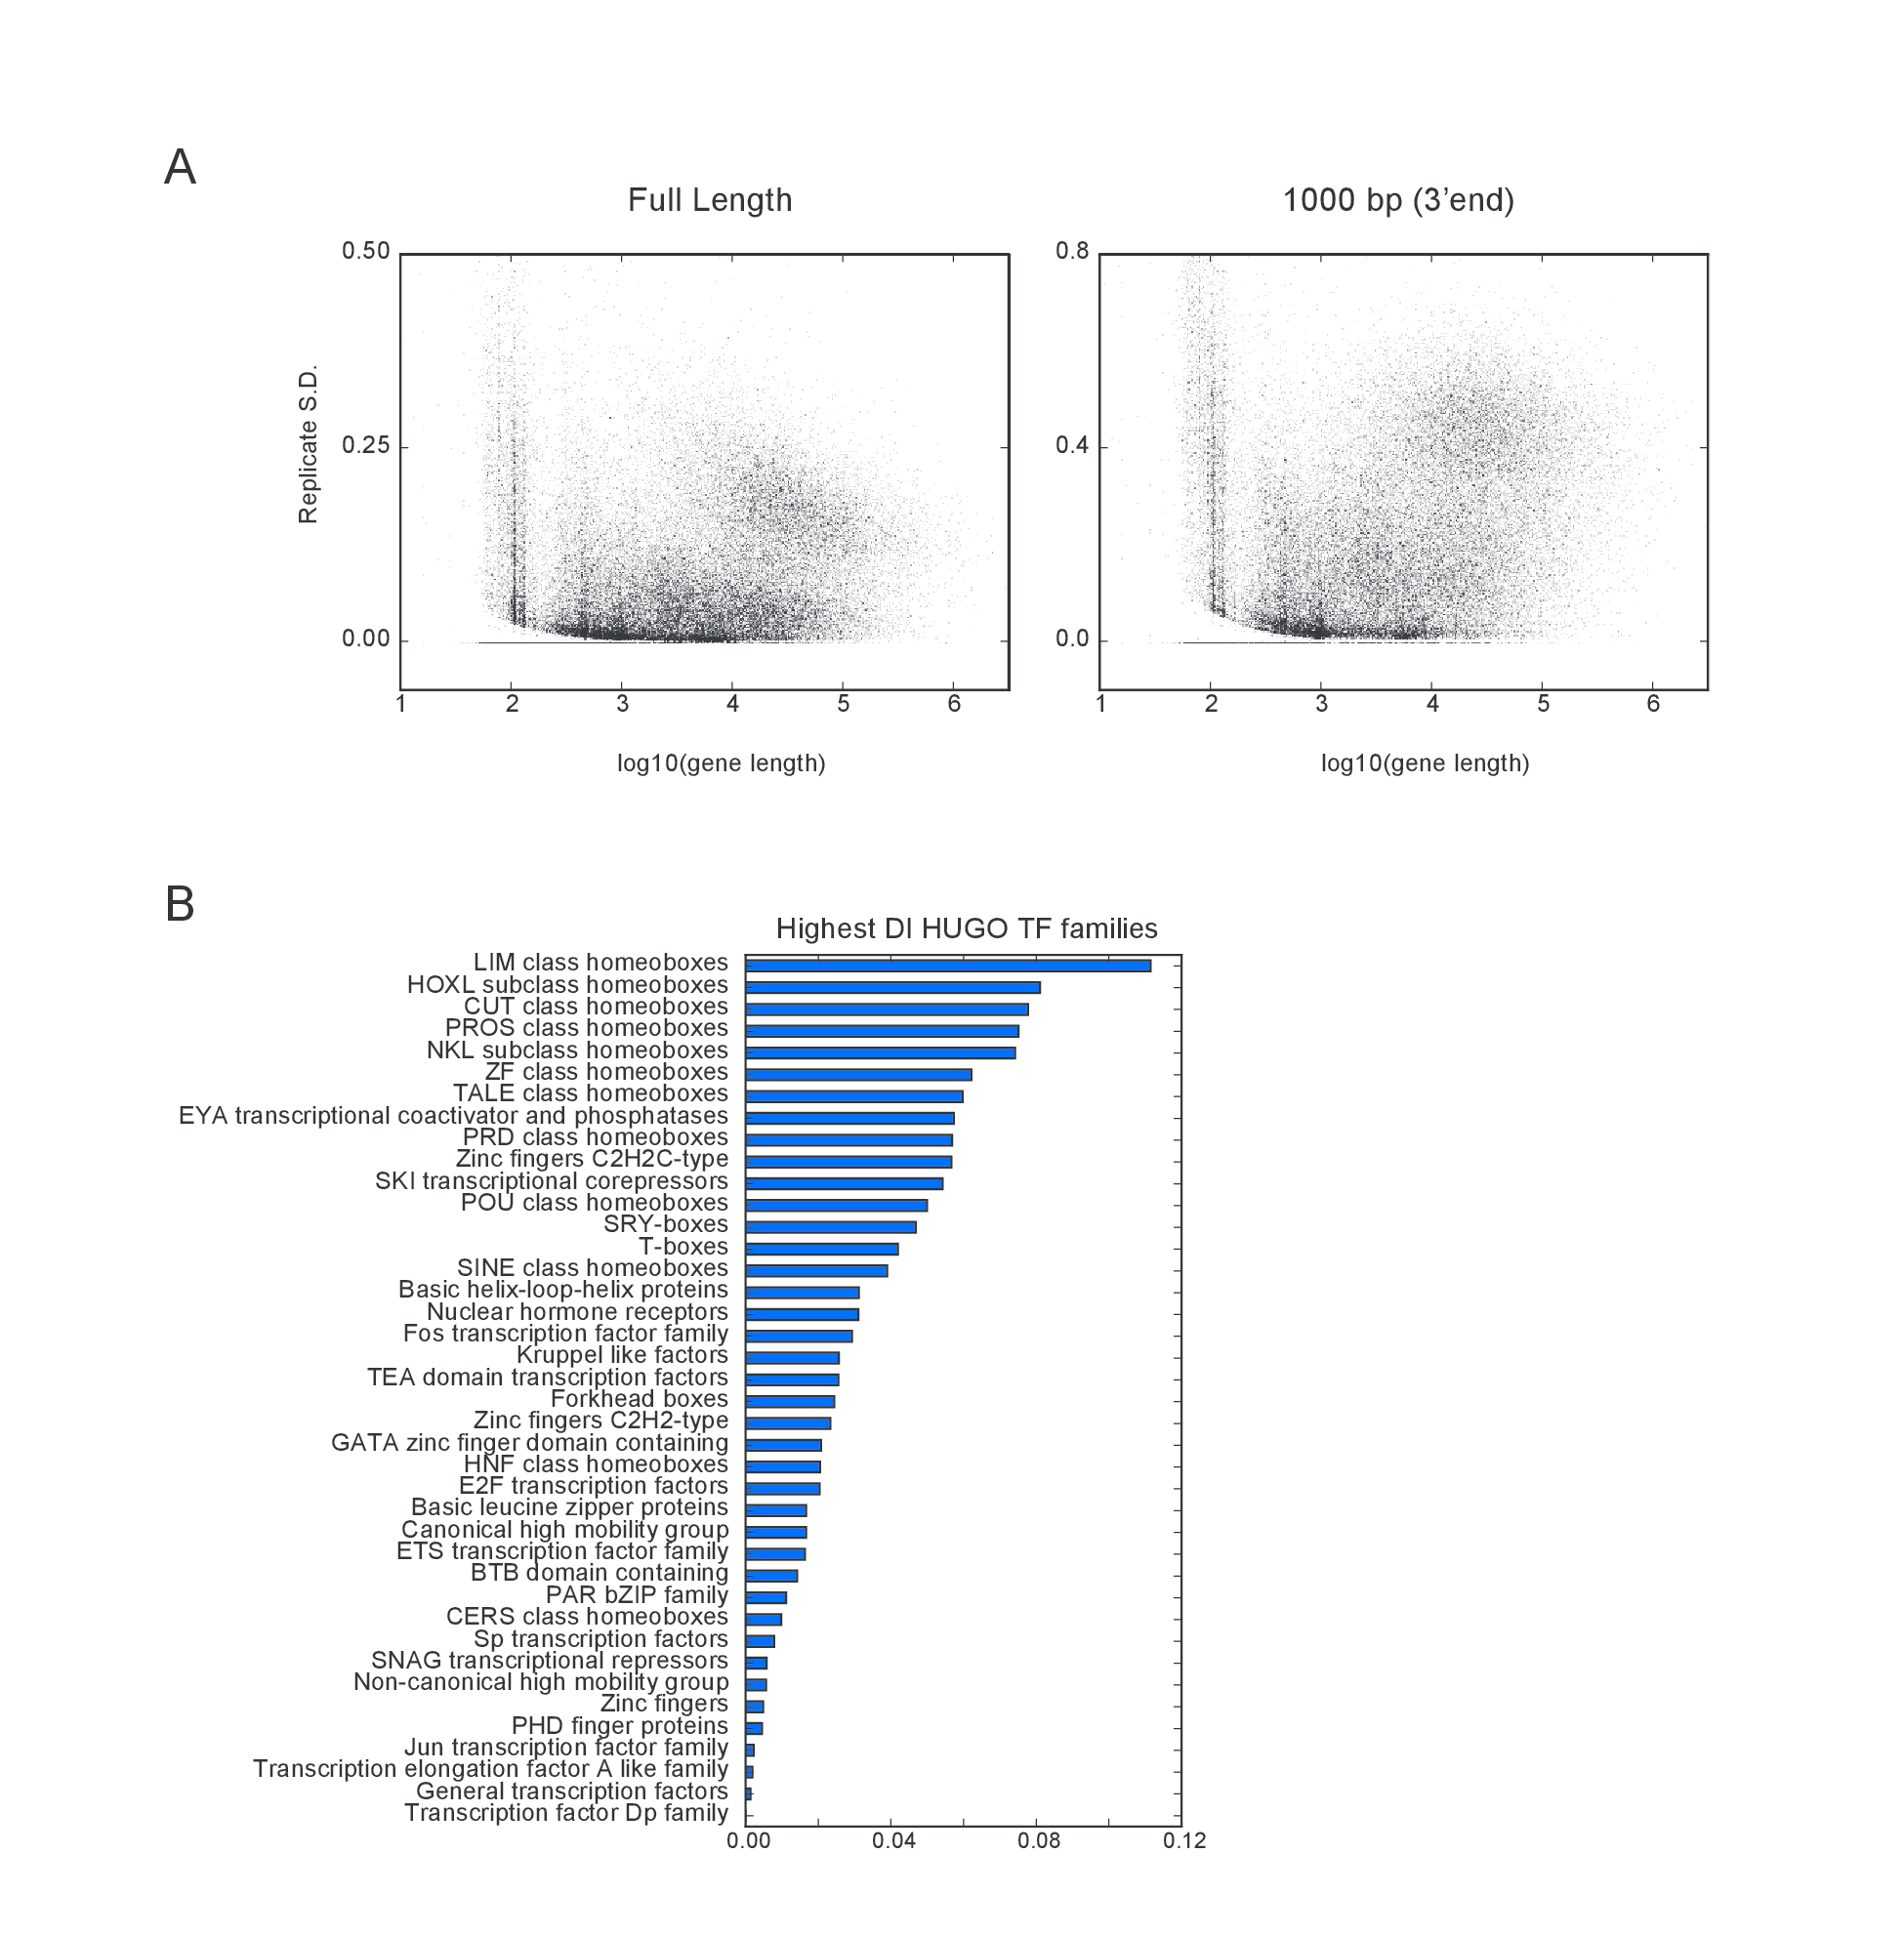 A
Full Length
1000 bp (3’end)
0.50
0.25
0.00
Replicate S.D.
1 2 3 4 5 6
log10(gene length)
0.8
0.4
0.0
1 2 3 4 5 6
log10(gene length)
B
Highest DI HUGO TF families
LIM class homeoboxes
HOXL subclass homeoboxes
CUT class homeoboxes
PROS class homeoboxes
NKL subclass homeoboxes
ZF class homeoboxes
TALE class homeoboxes
EYA transcriptional coactivator and phosphatases
PRD class homeoboxes
Zinc fingers C2H2C-type
SKI transcriptional corepressors
POU class homeoboxes
SRY-boxes
T-boxes
SINE class homeoboxes
Basic helix-loop-helix proteins
Nuclear hormone receptors
Fos transcription factor family
Kruppel like factors
TEA domain transcription factors
Forkhead boxes
Zinc fingers C2H2-type
GATA zinc finger domain containing
HNF class homeoboxes
E2F transcription factors
Basic leucine zipper proteins
Canonical high mobility group
ETS transcription factor family
BTB domain containing
PAR bZIP family
CERS class homeoboxes
Sp transcription factors
SNAG transcriptional repressors
Non-canonical high mobility group
Zinc fingers
PHD finger proteins
Jun transcription factor family
Transcription elongation factor A like family
General transcription factors
Transcription factor Dp family
0.00 0.04 0.08 0.12